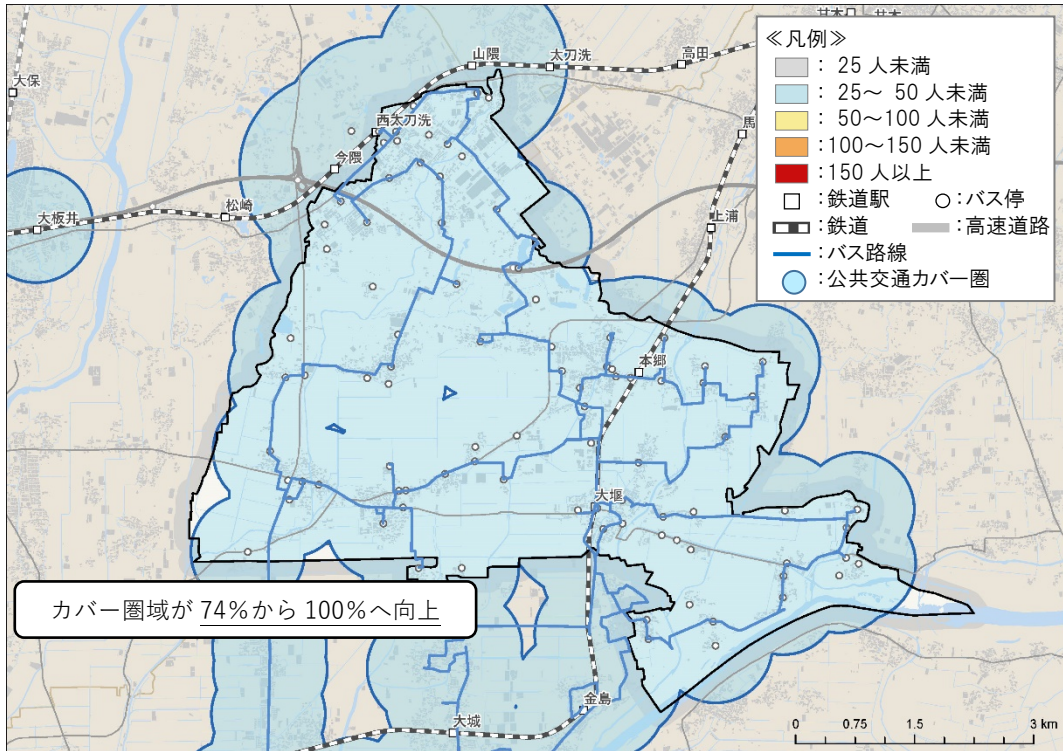 甘木
大保
山隈
太刀洗
高田
西太刀洗
今隈
馬
松崎
大板井
上浦
本郷
大堰
金島
大城
≪凡例≫
： 25 人未満
： 25～ 50 人未満
： 50～100 人未満
：100～150 人未満
：150 人以上
：鉄道駅 ：バス停
：鉄道 ：高速道路
：バス路線
：公共交通カバー圏
カバー圏域が 74％から 100％へ向上
0 0.75 1.5 3 km